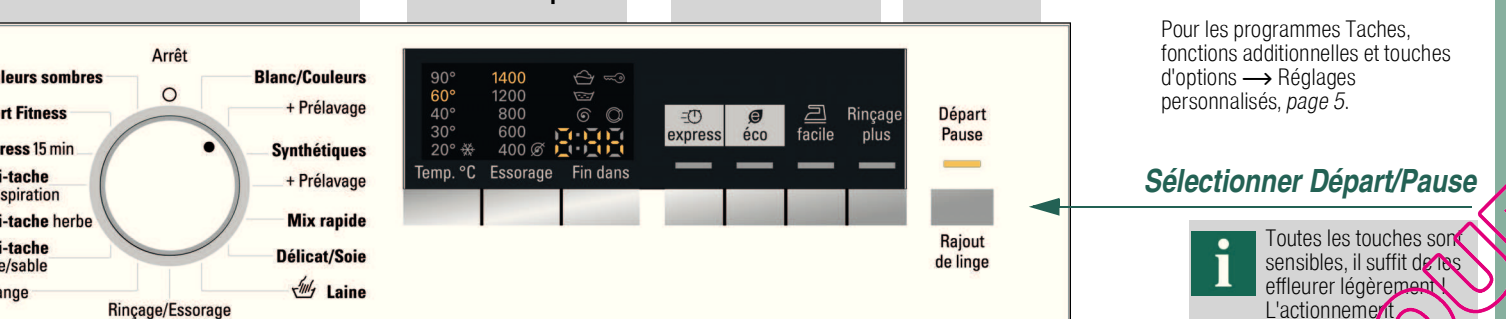 Arrêt
leurs sombres
rt Fitness
ress 15 min
i-tache
spiration
i-tache herbe
i-tache
e/sable
ange
Rinçage/Essorage
Blanc/Couleurs
+ Prélavage
Synthétiques
+ Prélavage
Mix rapide
Délicat/Soie
Laine
90° 1400
60° 1200
40° 800
30° 600
20° 400
Temp. °C Essorage Fin dans
express éco facile Rinçage plus
Départ
Pause
Rajout
de linge
Pour les programmes Taches,
fonctions additionnelles et touches
d'options → Réglages
personnalisés, page 5.
Sélectionner Départ/Pause
i
Toutes les touches sont
sensibles, il suffit de les
effleurer légèrement !
L'actionnement